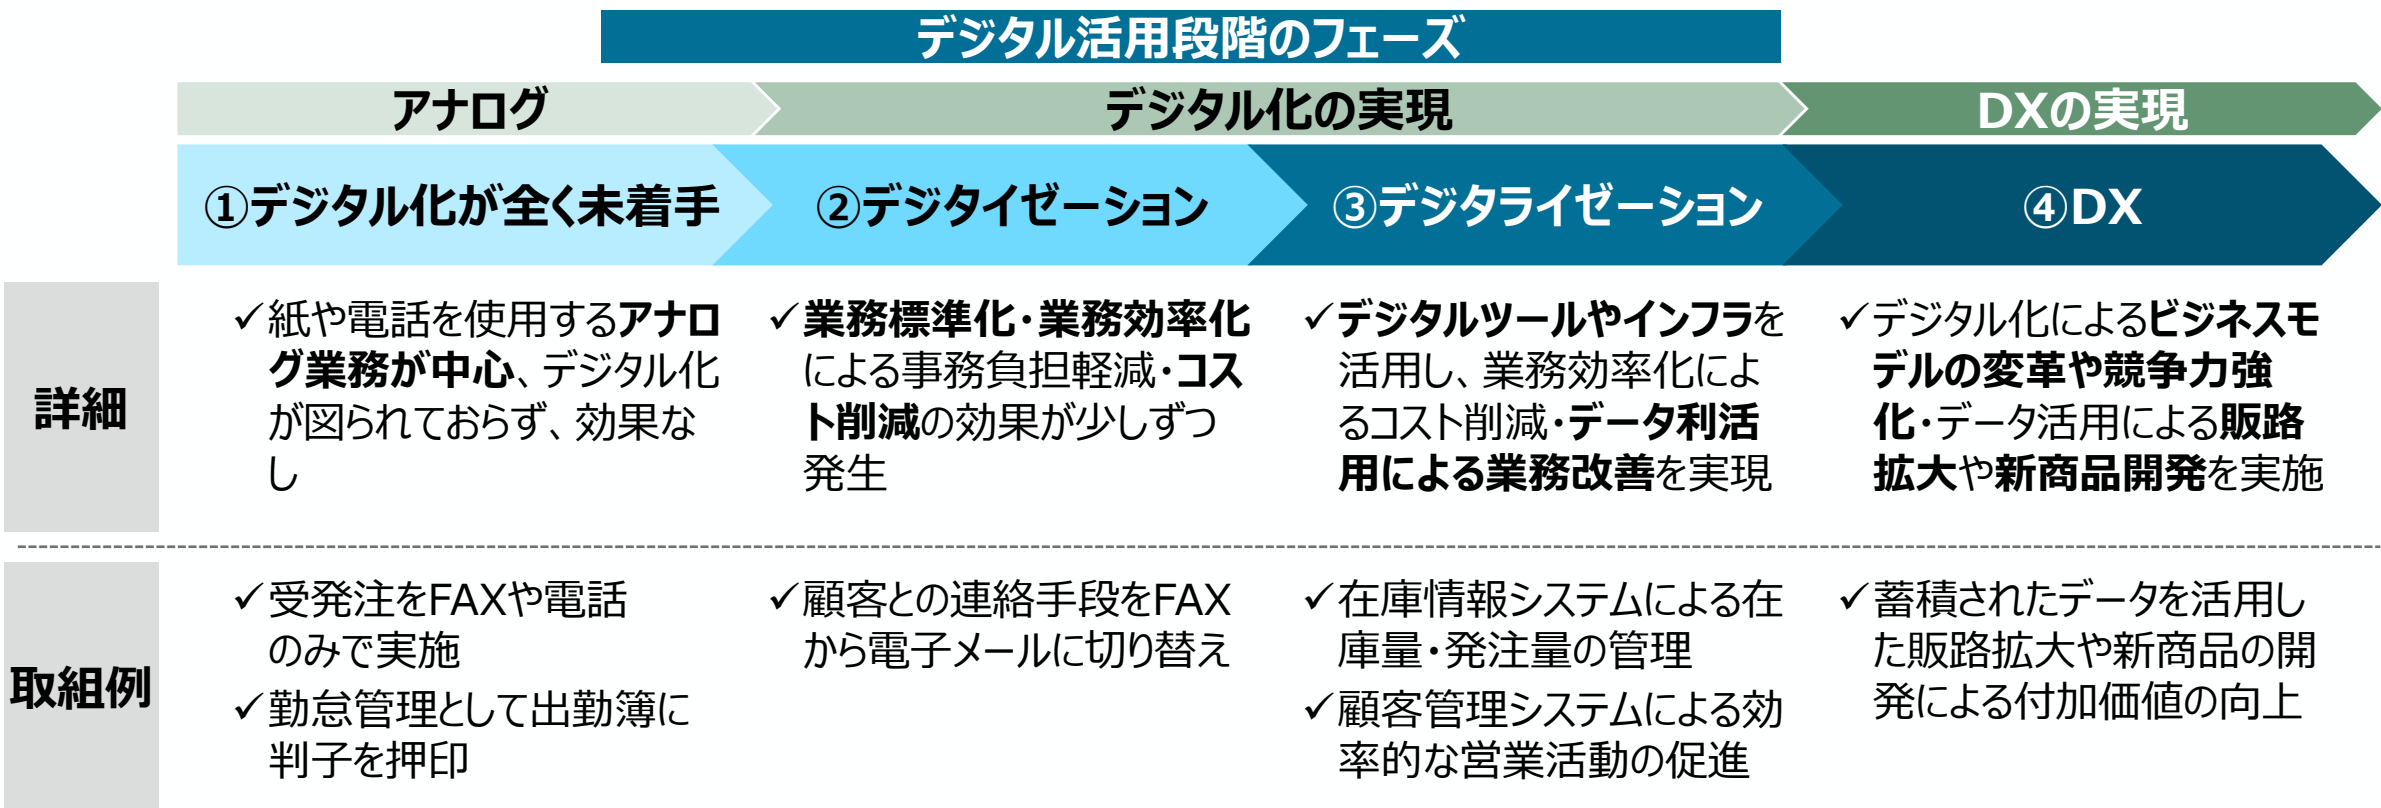 デジタル活用段階のフェーズ
アナログ
デジタル化の実現
DXの実現
①デジタル化が全く未着手
②デジタイゼーション
③デジタライゼーション
④DX
詳細
✓紙や電話を使用するアナロ
グ業務が中心、デジタル化
が図られておらず、効果な
し
✓業務標準化・業務効率化
による事務負担軽減・コス
ト削減の効果が少しずつ
発生
✓デジタルツールやインフラを
活用し、業務効率化によ
るコスト削減・データ利活
用による業務改善を実現
✓デジタル化によるビジネスモ
デルの変革や競争力強
化・データ活用による販路
拡大や新商品開発を実施
取組例
✓受発注をFAXや電話
のみで実施
✓勤怠管理として出勤簿に
判子を押印
✓顧客との連絡手段をFAX
から電子メールに切り替え
✓在庫情報システムによる在
庫量・発注量の管理
✓顧客管理システムによる効
率的な営業活動の促進
✓蓄積されたデータを活用し
た販路拡大や新商品の開
発による付加価値の向上